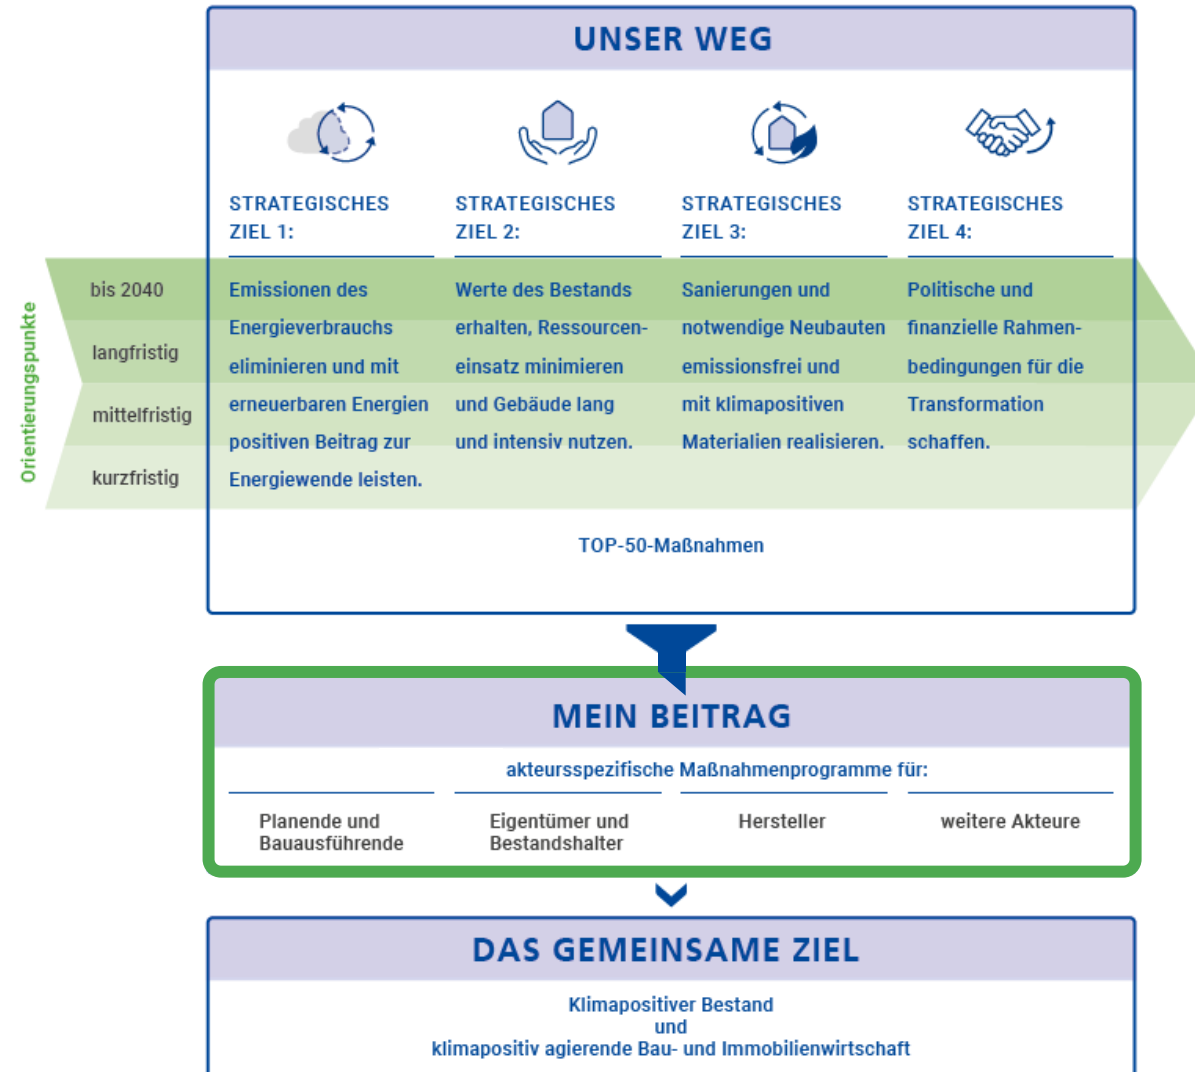 UNSER WEG
STRATEGISCHES
ZIEL 1:
Emissionen des
Energieverbrauchs
eliminieren und mit
erneuerbaren Energien
positiven Beitrag zur
Energiewende leisten.
STRATEGISCHES
ZIEL 2:
Werte des Bestands
erhalten, Ressourcen-
einsatz minimieren
und Gebäude lang
und intensiv nutzen.
STRATEGISCHES
ZIEL 3:
Sanierungen und
notwendige Neubauten
emissionsfrei und
mit klimapositiven
Materialien realisieren.
STRATEGISCHES
ZIEL 4:
Politische und
finanzielle Rahmen-
bedingungen für die
Transformation
schaffen.
Orientierungspunkte
bis 2040
langfristig
mittelfristig
kurzfristig
TOP-50-Maßnahmen
MEIN BEITRAG
akteursspezifische Maßnahmenprogramme für:
Planende und
Bauausführende
Eigentümer und
Bestandshalter
Hersteller
weitere Akteure
DAS GEMEINSAME ZIEL
Klimapositiver Bestand
und
klimapositiv agierende Bau- und Immobilienwirtschaft